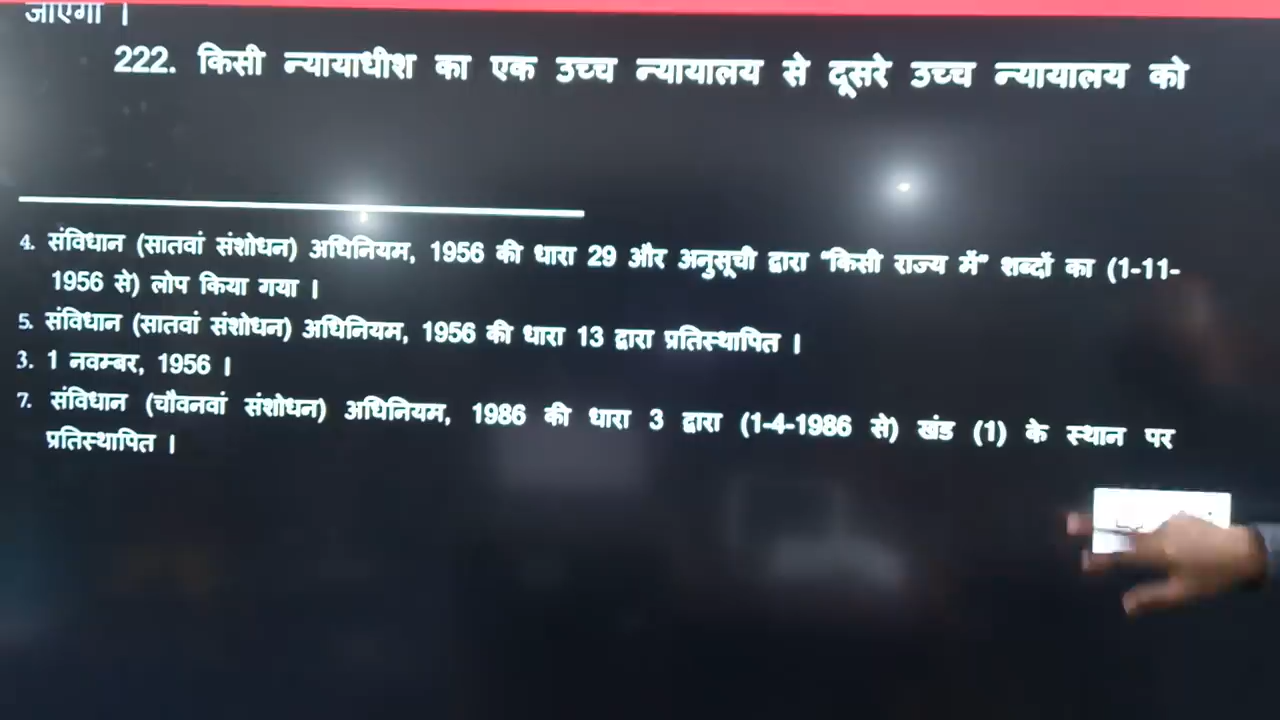 जाएगा ।
222. किसी न्यायाधीश का एक उच्च न्यायालय से दूसरे उच्च न्यायालय को
4. संविधान (सातवां संशोधन) अधिनियम, 1956 की धारा 29 और अनुसूची द्वारा "किसी राज्य में" शब्दों का (1-11-
1956 से) लोप किया गया ।
5. संविधान (सातवां संशोधन) अधिनियम, 1956 की धारा 13 द्वारा प्रतिस्थापित ।
3. 1 नवम्बर, 1956 ।
7. संविधान (चौवनवां संशोधन) अधिनियम, 1986 की धारा 3 द्वारा (1-4-1986 से) खंड (1) के स्थान पर
प्रतिस्थापित ।